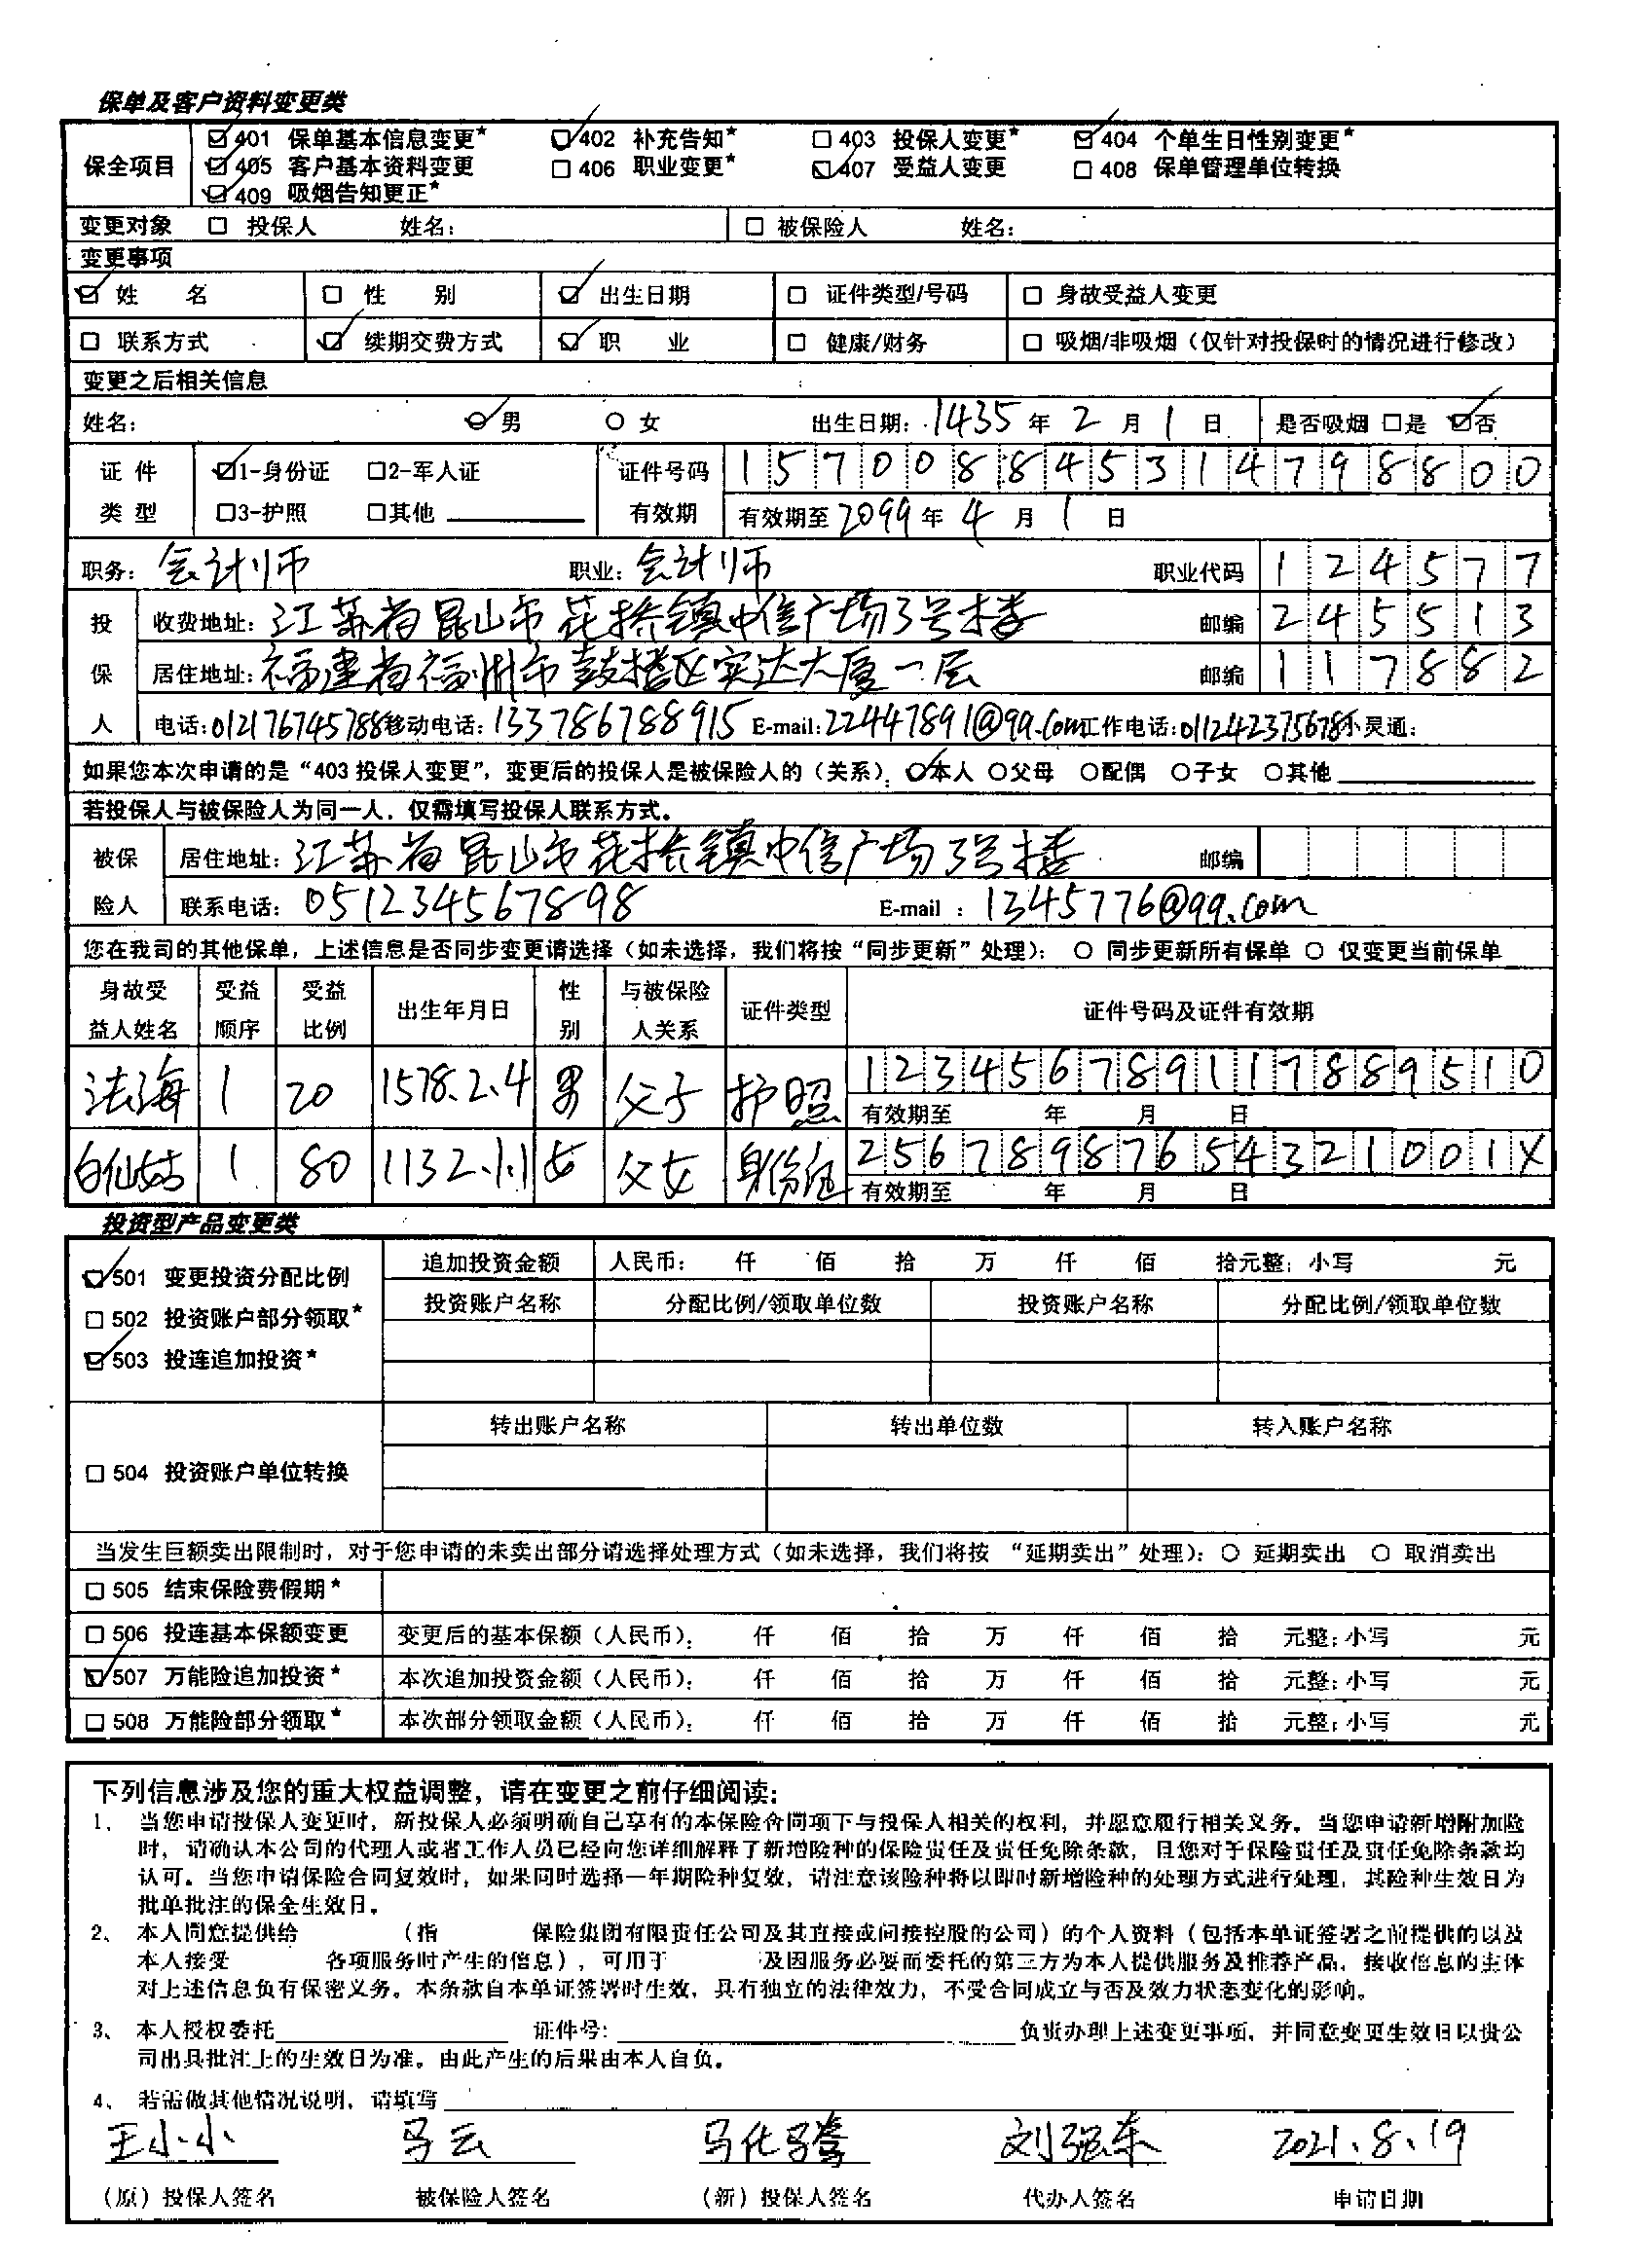 保单及客户资料变更类
保全项目 ☑401 保单基本信息变更* ☑402 补充告知* ☐403 投保人变更* ☑404 个单生日性别变更*
☑405 客户基本资料变更 ☐406 职业变更* ☑407 受益人变更 ☐408 保单管理单位转换
☑409 吸烟告知更正*
变更对象 ☐ 投保人 姓名: ☐ 被保险人 姓名:
变更事项
☑ 姓 名 ☐ 性 别 ☑ 出生日期 ☐ 证件类型/号码 ☐ 身故受益人变更
☐ 联系方式 ☑ 续期交费方式 ☑ 职 业 ☐ 健康/财务 ☐ 吸烟/非吸烟（仅针对投保时的情况进行修改）
变更之后相关信息
姓名: ☑ 男 ○ 女 出生日期: 1435 年 2 月 1 日 是否吸烟 ☐是 ☑否
证 件 类 型 ☑1-身份证 ☐2-军人证 证件号码 157008845314798800
☐3-护照 ☐其他 有效期 有效期至 2099 年 4 月 1 日
职务: 会计师 职业: 会计师 职业代码 124577
投保人 收费地址: 江苏省昆山市花桥镇中信广场3号楼 邮编 245513
居住地址: 福建省福州市鼓楼区实达大厦一层 邮编 117882
电话: 012176745788 移动电话: 133786788915 E-mail: 22447891@qq.com 工作电话: 0112423756785 小灵通:
如果您本次申请的是“403 投保人变更”，变更后的投保人是被保险人的（关系）: ☑本人 ○父母 ○配偶 ○子女 ○其他
若投保人与被保险人为同一人，仅需填写投保人联系方式。
被保险人 居住地址: 江苏省昆山市花桥镇中信广场3号楼 邮编
联系电话: 051234567898 E-mail : 1345776@qq.com
您在我司的其他保单，上述信息是否同步变更请选择（如未选择，我们将按“同步更新”处理）: ○ 同步更新所有保单 ○ 仅变更当前保单
身故受益人姓名 受益顺序 受益比例 出生年月日 性别 与被保险人关系 证件类型 证件号码及证件有效期
法海 1 20 1578.2.4 男 父子 护照 123456789117889510
有效期至 年 月 日
白仙姑 1 80 1132.1.1 女 父女 身份证 25678987654321001X
有效期至 年 月 日
投资型产品变更类
☑501 变更投资分配比例 追加投资金额 人民币: 仟 佰 拾 万 仟 佰 拾元整; 小写 元
☐502 投资账户部分领取* 投资账户名称 分配比例/领取单位数 投资账户名称 分配比例/领取单位数
☑503 投连追加投资*
转出账户名称 转出单位数 转入账户名称
☐ 504 投资账户单位转换
当发生巨额卖出限制时，对于您申请的未卖出部分请选择处理方式（如未选择，我们将按 “延期卖出”处理）: ○ 延期卖出 ○ 取消卖出
☐ 505 结束保险费假期*
☐ 506 投连基本保额变更 变更后的基本保额（人民币）: 仟 佰 拾 万 仟 佰 拾 元整; 小写 元
☑507 万能险追加投资* 本次追加投资金额（人民币）: 仟 佰 拾 万 仟 佰 拾 元整; 小写 元
☐ 508 万能险部分领取* 本次部分领取金额（人民币）: 仟 佰 拾 万 仟 佰 拾 元整; 小写 元
下列信息涉及您的重大权益调整，请在变更之前仔细阅读:
1、当您申请投保人变更时，新投保人必须明确自己享有的本保险合同项下与投保人相关的权利，并愿意履行相关义务。当您申请新增附加险
时，请确认本公司的代理人或者工作人员已经向您详细解释了新增险种的保险责任及责任免除条款，且您对于保险责任及责任免除条款均
认可。当您申请保险合同复效时，如果同时选择一年期险种复效，请注意该险种将以即时新增险种的处理方式进行处理，其险种生效日为
批单批注的保全生效日。
2、本人同意提供给 （指 保险集团有限责任公司及其直接或间接控股的公司）的个人资料（包括本单证签署之前提供的以及
本人接受 各项服务时产生的信息），可用于 及因服务必要而委托的第三方为本人提供服务及推荐产品，接收信息的主体
对上述信息负有保密义务。本条款自本单证签署时生效，具有独立的法律效力，不受合同成立与否及效力状态变化的影响。
3、本人授权委托 证件号: 负责办理上述变更事项，并同意变更生效日以贵公
司出具批注上的生效日为准。由此产生的后果由本人自负。
4、若需做其他情况说明，请填写
王小小 马云 马化腾 刘强东 2021.8.19
（原）投保人签名 被保险人签名 （新）投保人签名 代办人签名 申请日期